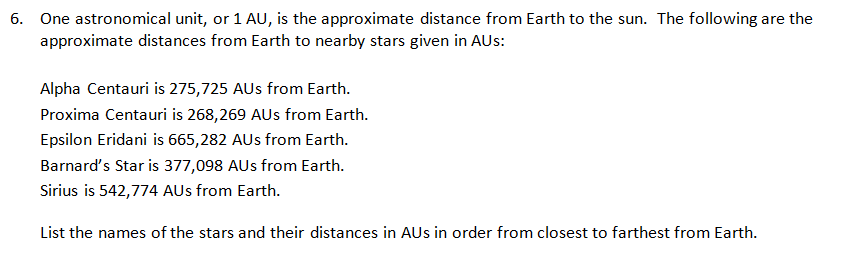 6. One astronomical unit, or 1 AU, is the approximate distance from Earth to the sun. The following are the
approximate distances from Earth to nearby stars given in AUs:
Alpha Centauri is 275,725 AUs from Earth.
Proxima Centauri is 268,269 AUs from Earth.
Epsilon Eridani is 665,282 AUs from Earth.
Barnard’s Star is 377,098 AUs from Earth.
Sirius is 542,774 AUs from Earth.
List the names of the stars and their distances in AUs in order from closest to farthest from Earth.